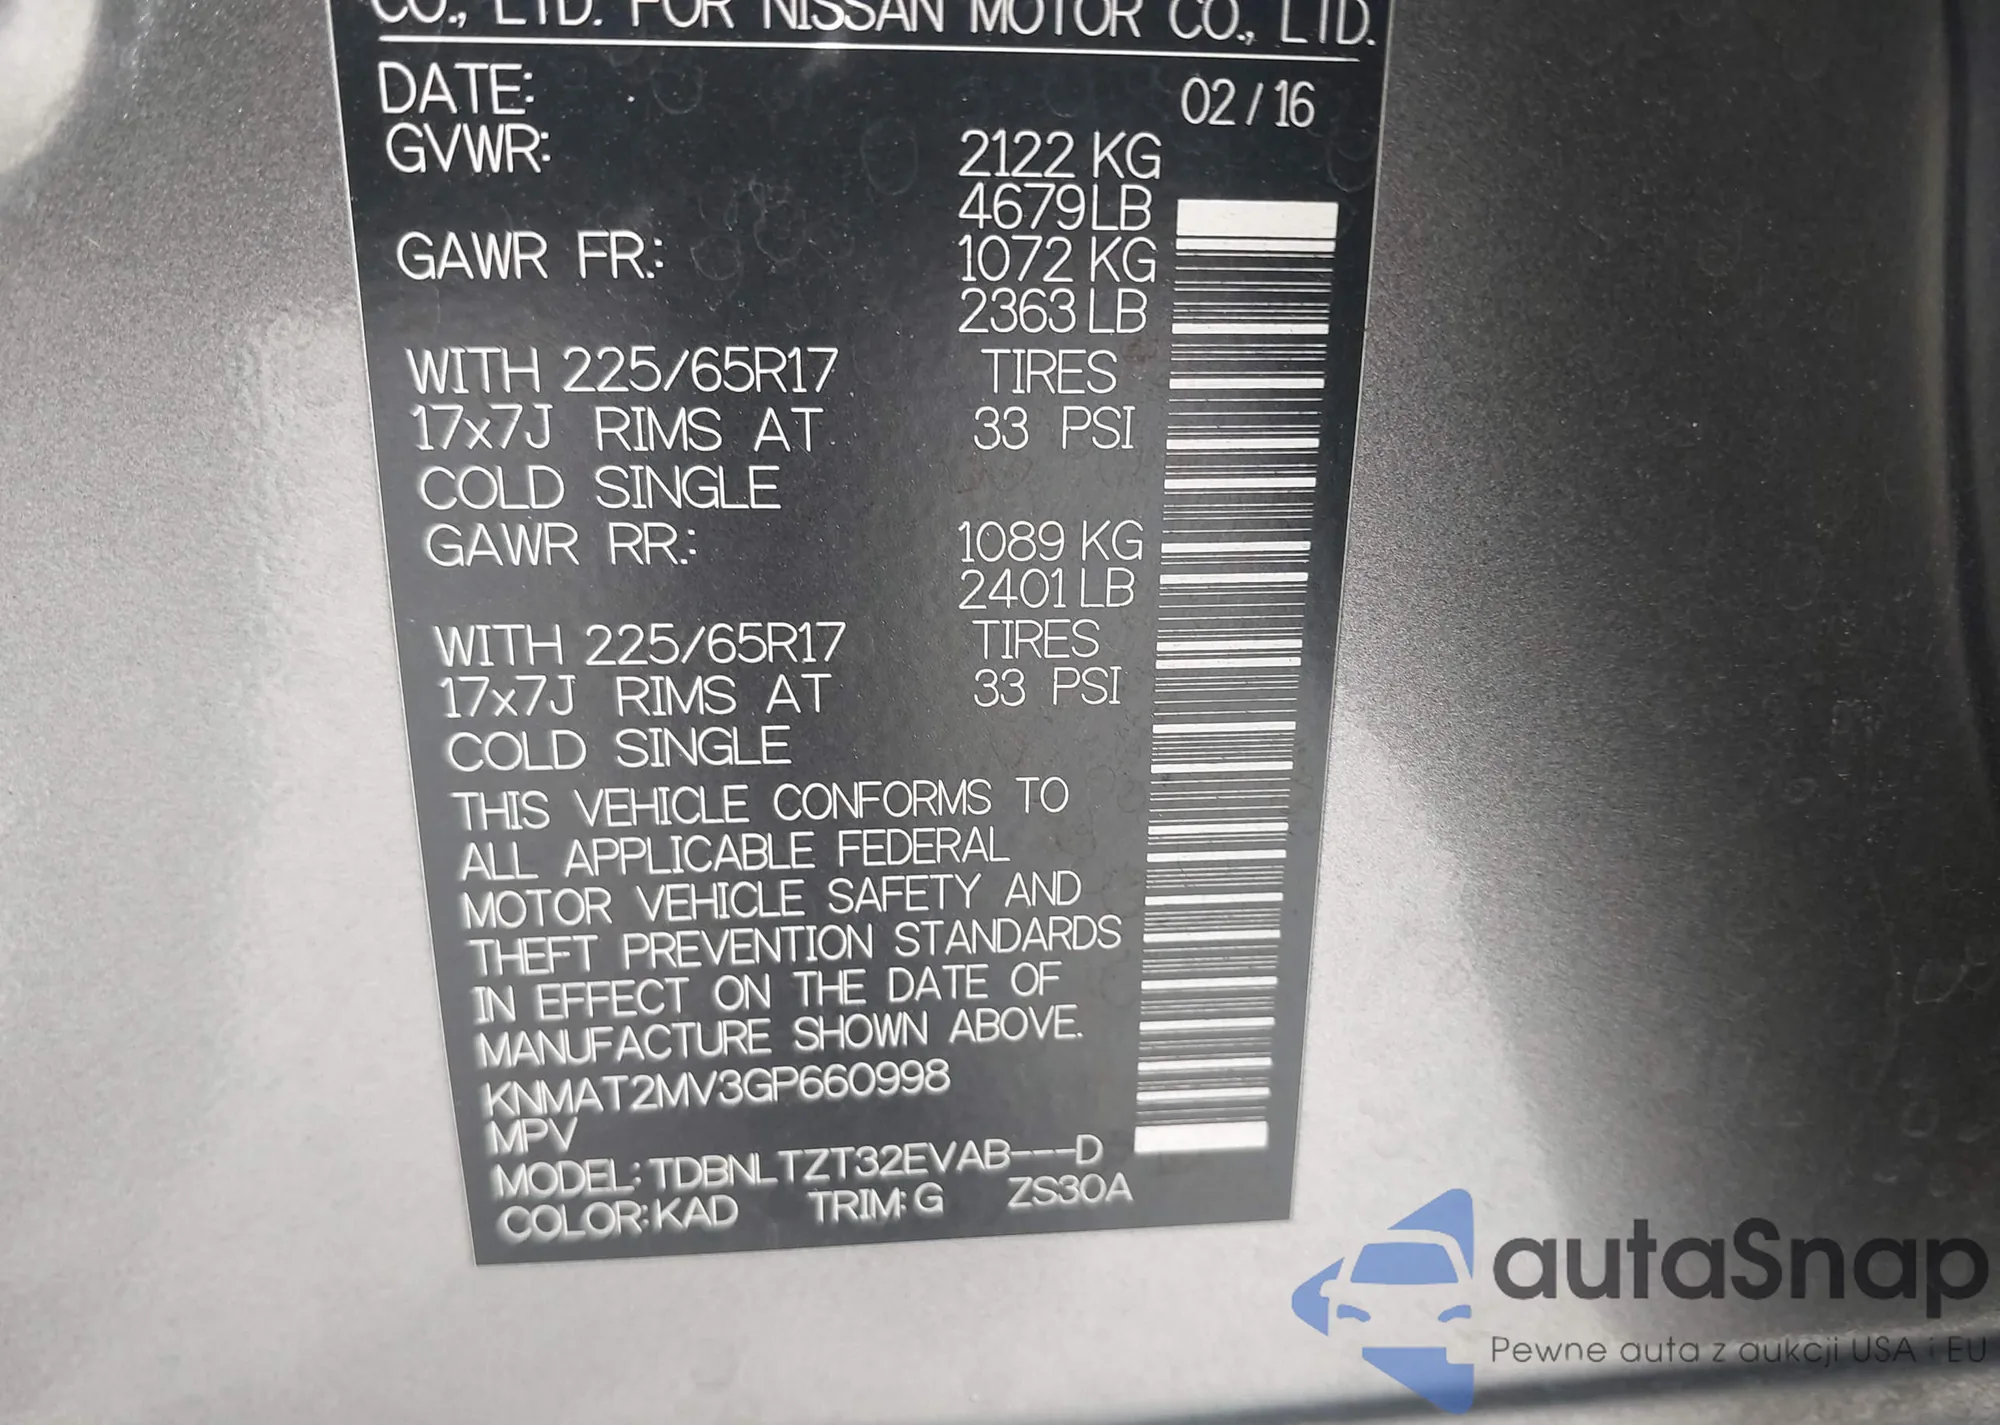 CO., LTD. FOR NISSAN MOTOR CO., LTD.
DATE: 02/16
GVWR: 2122 KG
4679 LB
GAWR FR.: 1072 KG
2363 LB
WITH 225/65R17 TIRES
17x7J RIMS AT 33 PSI
COLD SINGLE
GAWR RR.: 1089 KG
2401 LB
WITH 225/65R17 TIRES
17x7J RIMS AT 33 PSI
COLD SINGLE
THIS VEHICLE CONFORMS TO
ALL APPLICABLE FEDERAL
MOTOR VEHICLE SAFETY AND
THEFT PREVENTION STANDARDS
IN EFFECT ON THE DATE OF
MANUFACTURE SHOWN ABOVE.
KNMAT2MV3GP660998
MPV
MODEL:TDBNLTZT32EVAB---D
COLOR:KAD TRIM:G ZS30A
autaSnap
Pewne auta z aukcji USA i EU